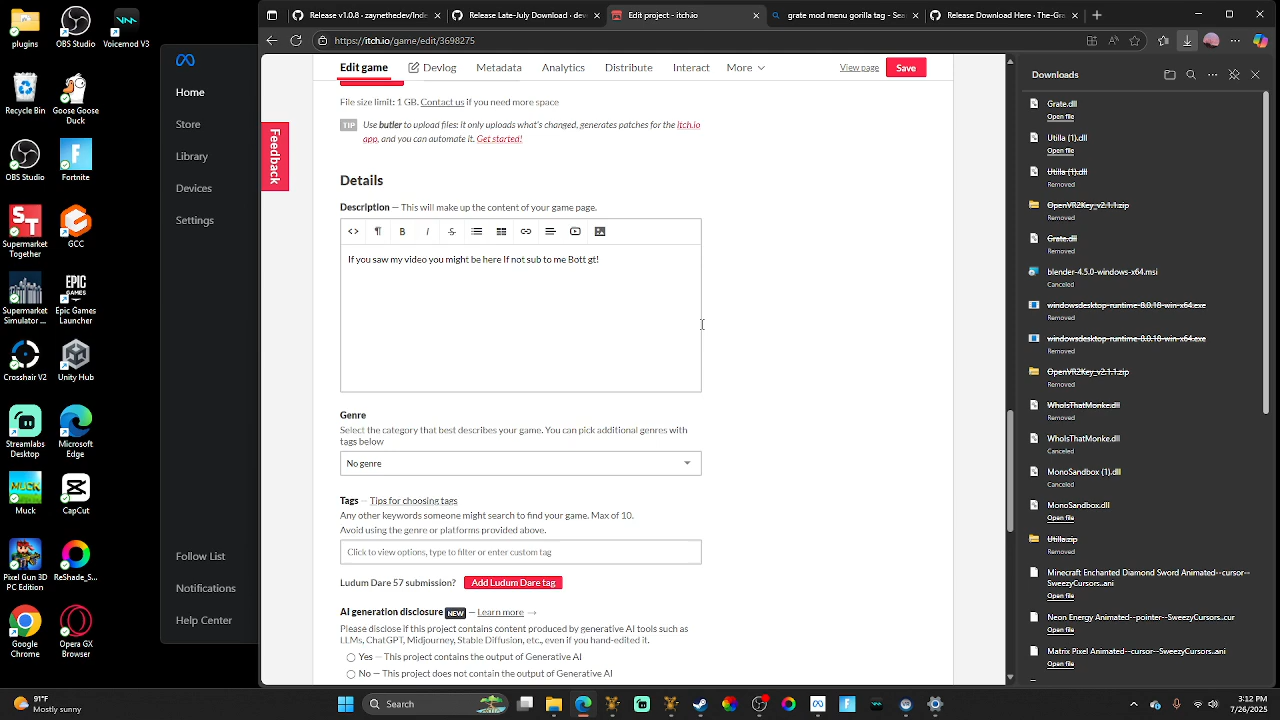 plugins
OBS Studio
Voicemod V3
Recycle Bin
Goose Goose
Duck
OBS Studio
Fortnite
Supermarket
Together
GCC
Supermarket
Simulator ...
Epic Games
Launcher
Crosshair V2
Unity Hub
Streamlabs
Desktop
Microsoft
Edge
Muck
CapCut
Pixel Gun 3D
PC Edition
ReShade_S...
Google
Chrome
Opera GX
Browser
Home
Store
Library
Devices
Settings
Follow List
Notifications
Help Center
Release v1.0.8 · zaynethedev/Inde
Release Late-July Download · dev
Edit project - itch.io
grate mod menu gorilla tag - Sea
Release Download Here · The-Gra
https://itch.io/game/edit/3698275
Edit game
Devlog
Metadata
Analytics
Distribute
Interact
More
View page
Save
Feedback
File size limit: 1 GB. Contact us if you need more space
TIP Use butler to upload files: it only uploads what's changed, generates patches for the itch.io
app, and you can automate it. Get started!
Details
Description — This will make up the content of your game page.
If you saw my video you might be here If not sub to me Bott gt!
Genre
Select the category that best describes your game. You can pick additional genres with
tags below
No genre
Tags — Tips for choosing tags
Any other keywords someone might search to find your game. Max of 10.
Avoid using the genre or platforms provided above.
Click to view options, type to filter or enter custom tag
Ludum Dare 57 submission? Add Ludum Dare tag
AI generation disclosure NEW — Learn more →
Please disclose if this project contains content produced by generative AI tools such as
LLMs, ChatGPT, Midjourney, Stable Diffusion, etc., even if you hand-edited it.
Yes — This project contains the output of Generative AI
No — This project does not contain the output of Generative AI
Downloads
Grate.dll
Open file
Utilla (1).dll
Open file
Utilla (1).dll
Removed
OpenVR2Key_v2.1.1.zip
Removed
Grate.dll
Removed
blender-4.5.0-windows-x64.msi
Canceled
windowsdesktop-runtime-8.0.18-win-x64.exe
Removed
windowsdesktop-runtime-8.0.18-win-x64.exe
Removed
OpenVR2Key_v2.1.1.zip
Removed
WhoIsThatMonke.dll
Removed
WhoIsThatMonke.dll
Canceled
MonoSandbox (1).dll
Canceled
MonoSandbox.dll
Open file
Utilla.zip
Removed
Minecraft Enchanted Diamond Sword Animated--cursor--
SweezyCursors.ani
Open file
Neon Energy Animated--pointer--SweezyCursors.cur
Open file
Matrix Pixel Animated--cursor--SweezyCursors.ani
Open file
91°F
Mostly sunny
Search
3:12 PM
7/26/2025